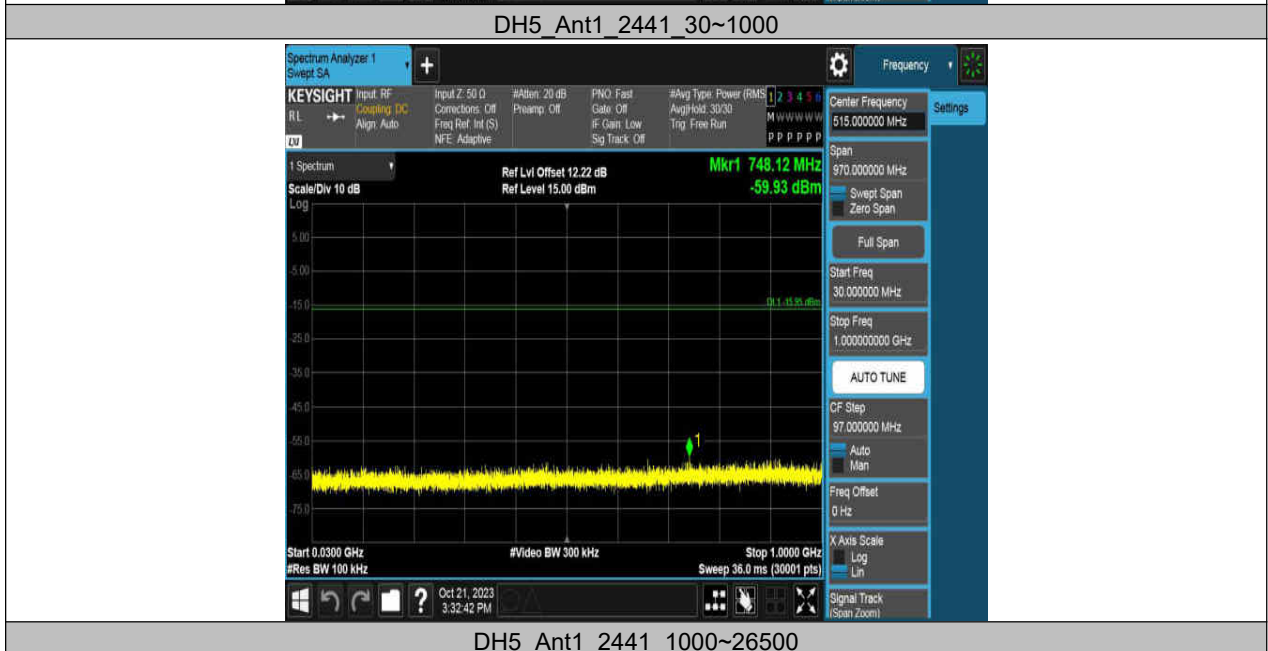 DH5_Ant1_2441_30~1000
Spectrum Analyzer 1
Swept SA
+
Frequency
KEYSIGHT
RL
Input: RF
Coupling: DC
Align: Auto
Input Z: 50 Ω
Corrections: Off
Freq Ref: Int (S)
NFE: Adaptive
#Atten: 20 dB
Preamp: Off
PNO: Fast
Gate: Off
IF Gain: Low
Sig Track: Off
#Avg Type: Power (RMS
Avg|Hold: 30/30
Trig: Free Run
1 2 3 4 5 6
M W W W W W
P P P P P P
Center Frequency
515.000000 MHz
Settings
Span
970.000000 MHz
Swept Span
Zero Span
Full Span
Start Freq
30.000000 MHz
Stop Freq
1.000000000 GHz
AUTO TUNE
CF Step
97.000000 MHz
Auto
Man
Freq Offset
0 Hz
X Axis Scale
Log
Lin
Signal Track
(Span Zoom)
1 Spectrum
Scale/Div 10 dB
Log
Ref Lvl Offset 12.22 dB
Ref Level 15.00 dBm
Mkr1 748.12 MHz
-59.93 dBm
5.00
-5.00
-15.0
DL1 -15.95 dBm
-25.0
-35.0
-45.0
-55.0
1
-65.0
-75.0
Start 0.0300 GHz
#Video BW 300 kHz
Stop 1.0000 GHz
#Res BW 100 kHz
Sweep 36.0 ms (30001 pts)
?
Oct 21, 2023
3:32:42 PM
DH5_Ant1_2441_1000~26500